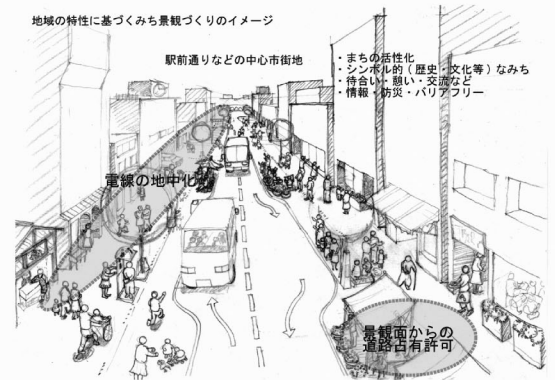 地域の特性に基づくみち景観づくりのイメージ
駅前通りなどの中心市街地
・まちの活性化
・シンボル的(歴史・文化等)なみち
・待合い・憩い・交流など
・情報・防災・バリアフリー
電線の地中化
景観面からの
道路占有許可